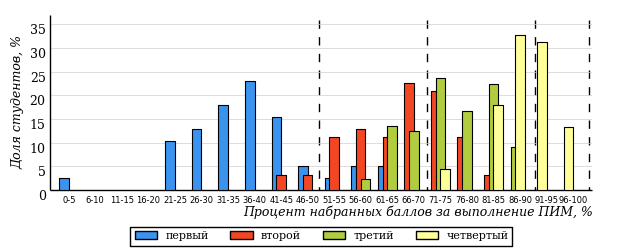 Доля студентов, %
35
30
25
20
15
10
5
0
0-5 6-10 11-15 16-20 21-25 26-30 31-35 36-40 41-45 46-50 51-55 56-60 61-65 66-70 71-75 76-80 81-85 86-90 91-95 96-100
Процент набранных баллов за выполнение ПИМ, %
первый второй третий четвертый